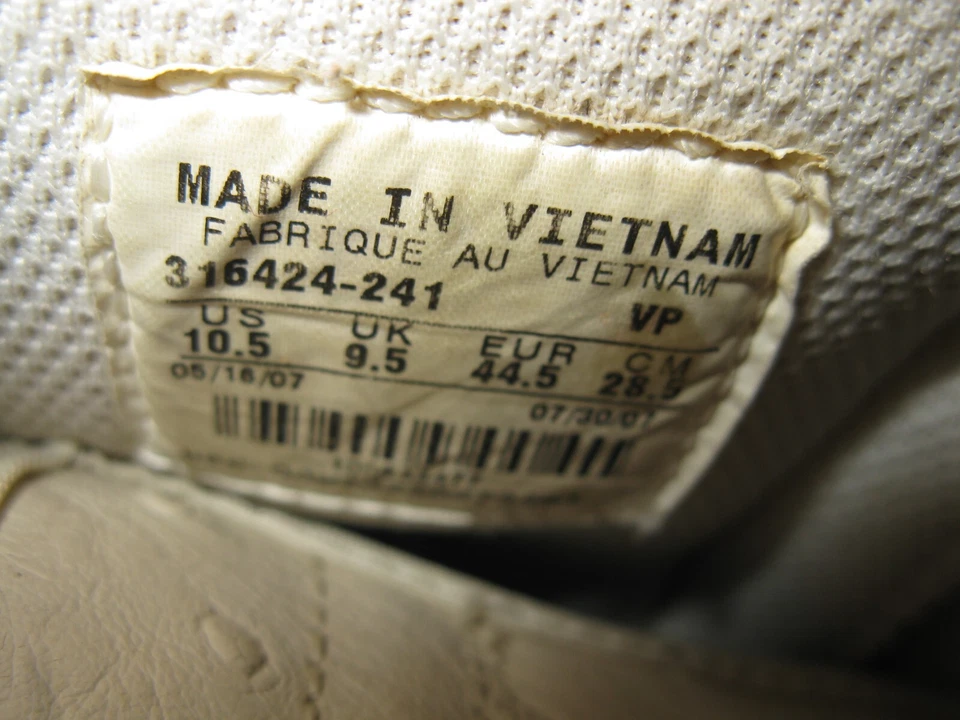 MADE IN VIETNAM
FABRIQUE AU VIETNAM
316424-241 VP
US UK EUR CM
10.5 9.5 44.5 28.5
05/16/07 07/30/07